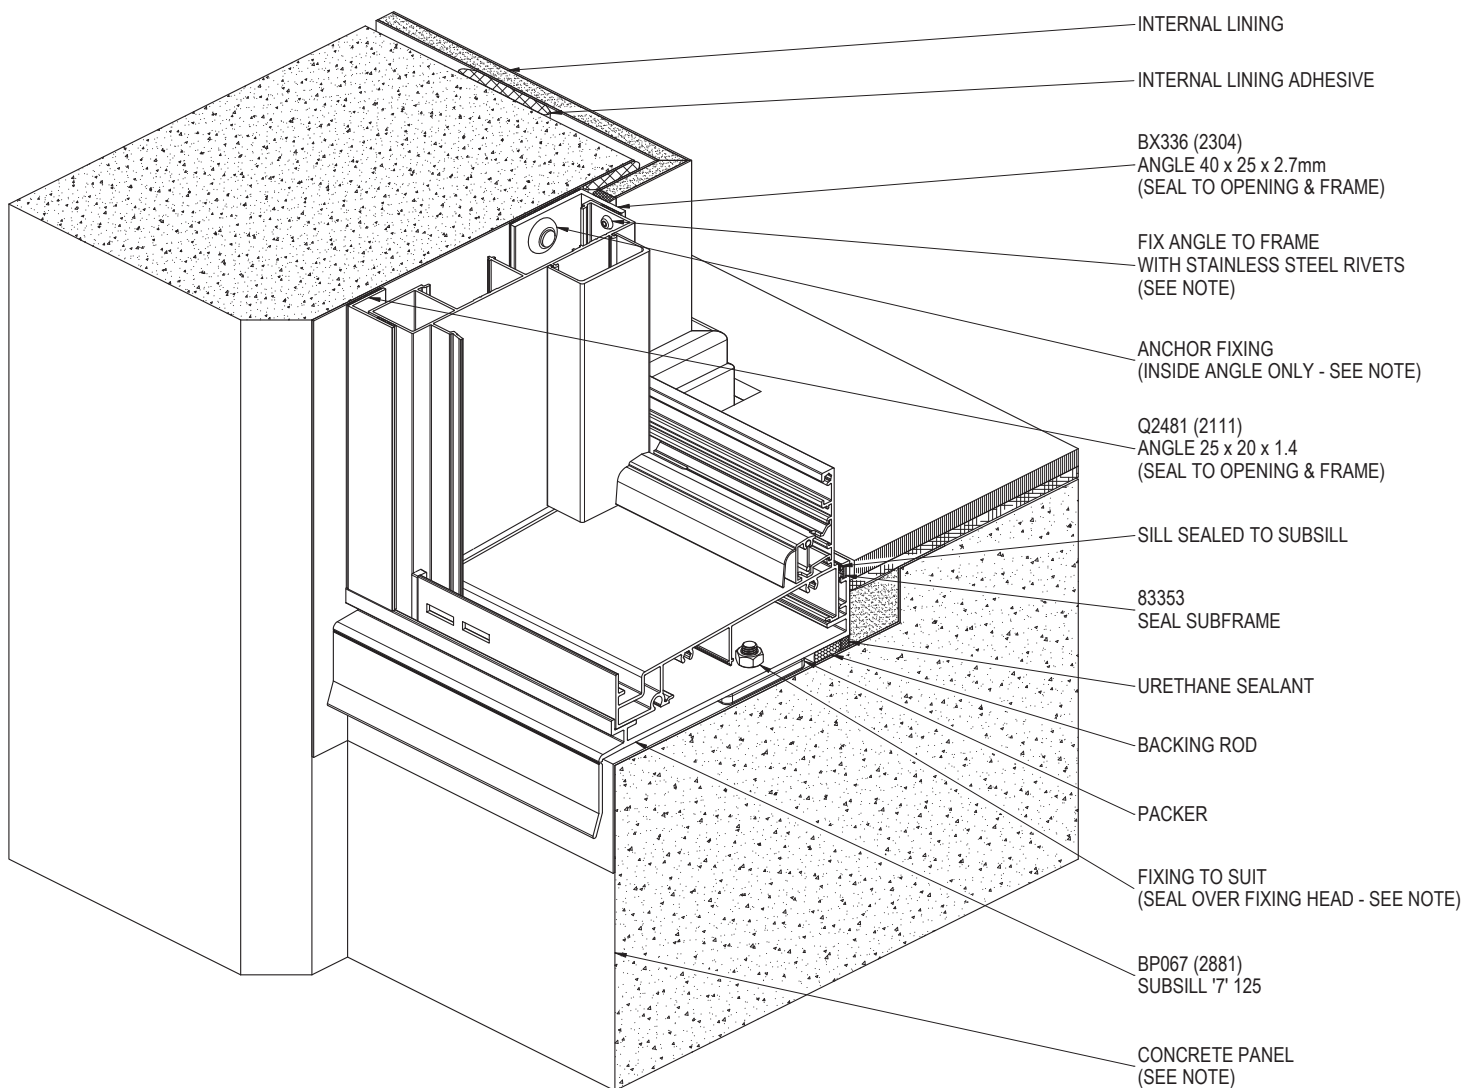 INTERNAL LINING
INTERNAL LINING ADHESIVE
BX336 (2304)
ANGLE 40 x 25 x 2.7mm
(SEAL TO OPENING & FRAME)
FIX ANGLE TO FRAME
WITH STAINLESS STEEL RIVETS
(SEE NOTE)
ANCHOR FIXING
(INSIDE ANGLE ONLY - SEE NOTE)
Q2481 (2111)
ANGLE 25 x 20 x 1.4
(SEAL TO OPENING & FRAME)
SILL SEALED TO SUBSILL
83353
SEAL SUBFRAME
URETHANE SEALANT
BACKING ROD
PACKER
FIXING TO SUIT
(SEAL OVER FIXING HEAD - SEE NOTE)
BP067 (2881)
SUBSILL '7' 125
CONCRETE PANEL
(SEE NOTE)